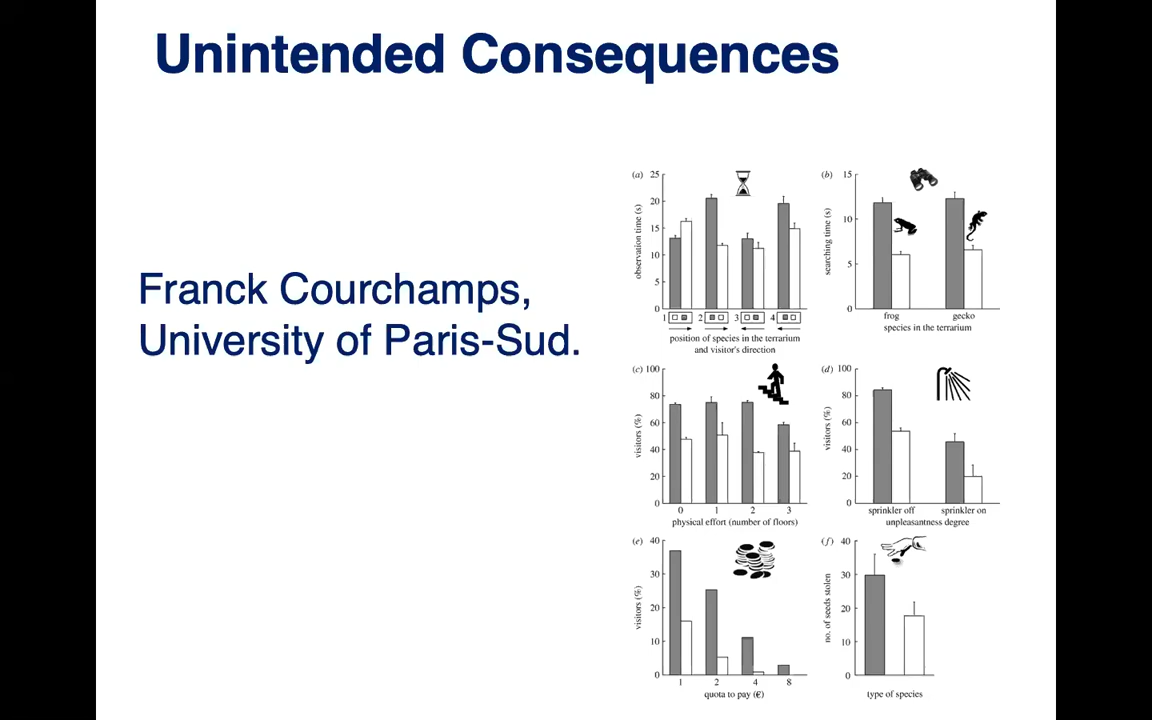 Unintended Consequences
Franck Courchamps,
University of Paris-Sud.
(a)
25
20
15
10
5
0
observation time (s)
1 2 3 4
position of species in the terrarium
and visitor's direction
(b)
15
10
5
0
searching time (s)
frog gecko
species in the terrarium
(c)
100
80
60
40
20
0
visitors (%)
0 1 2 3
physical effort (number of floors)
(d)
100
80
60
40
20
0
visitors (%)
sprinkler off sprinkler on
unpleasantness degree
(e)
40
30
20
10
0
visitors (%)
1 2 4 8
quota to pay (€)
(f)
40
30
20
10
0
no. of seeds stolen
type of species